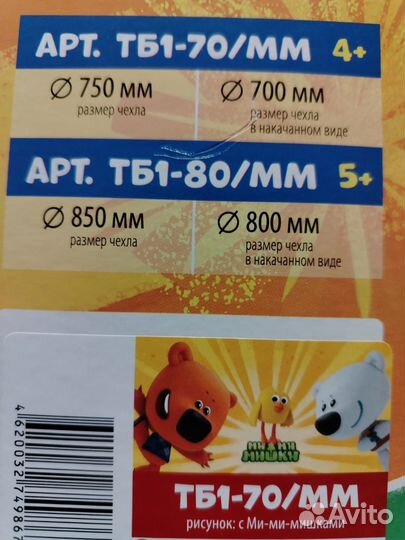 АРТ. ТБ1-70/ММ 4+
Ø 750 ММ
размер чехла
Ø 700 ММ
размер чехла
в накачанном виде
АРТ. ТБ1-80/ММ 5+
Ø 850 ММ
размер чехла
Ø 800 ММ
размер чехла
в накачанном виде
МИ-МИ-
МИШКИ
ТБ1-70/ММ
рисунок: с Ми-ми-мишками
4620032749867
Avito